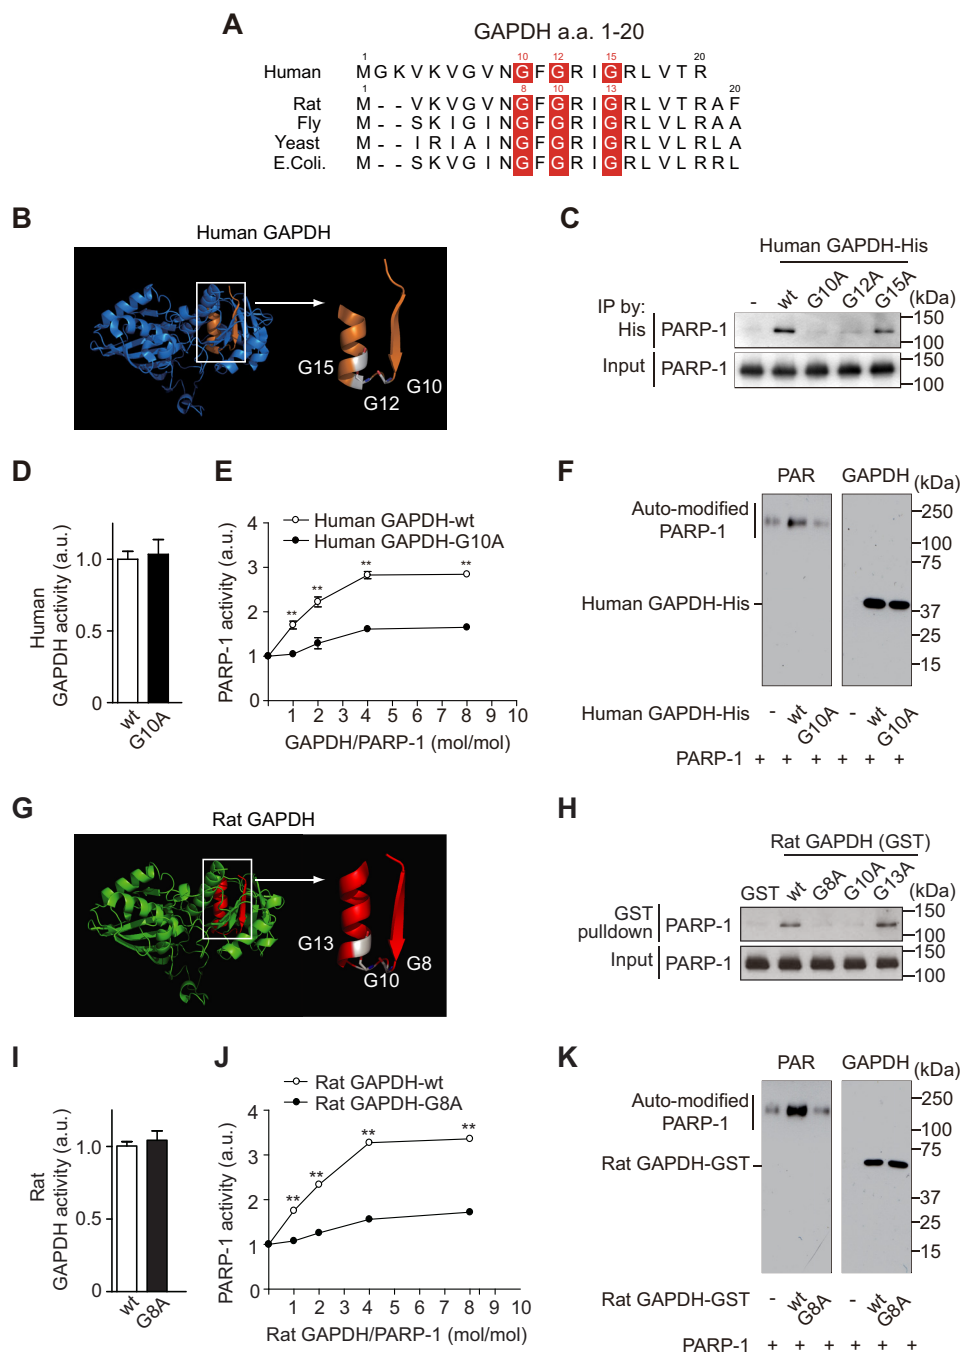 A
GAPDH a.a. 1-20
10 12 15
1 20
Human M G K V K V G V N G F G R I G R L V T R
1 8 10 13 20
Rat M - - V K V G V N G F G R I G R L V T R A F
Fly M - - S K I G I N G F G R I G R L V L R A A
Yeast M - - I R I A I N G F G R I G R L V L R L A
E.Coli. M - - S K V G I N G F G R I G R L V L R R L
B
Human GAPDH
G15
G12
G10
C
Human GAPDH-His
- wt G10A G12A G15A (kDa)
IP by:
His PARP-1
150
100
Input PARP-1
150
100
D
Human
GAPDH activity (a.u.)
1.0
0.5
0
wt
G10A
E
Human GAPDH-wt
Human GAPDH-G10A
PARP-1 activity (a.u.)
4
3
2
1
0
** ** ** **
1 2 3 4 5 6 7 8 9 10
GAPDH/PARP-1 (mol/mol)
F
PAR GAPDH (kDa)
Auto-modified
PARP-1
Human GAPDH-His
250
100
75
37
25
15
Human GAPDH-His - wt G10A - wt G10A
PARP-1 + + + + + +
G
Rat GAPDH
G13
G10
G8
H
Rat GAPDH (GST)
GST wt G8A G10A G13A (kDa)
GST
pulldown PARP-1
150
100
Input PARP-1
150
100
I
Rat
GAPDH activity (a.u.)
1.0
0.5
0
wt
G8A
J
Rat GAPDH-wt
Rat GAPDH-G8A
PARP-1 activity (a.u.)
4
3
2
1
0
** ** ** **
1 2 3 4 5 6 7 8 9 10
Rat GAPDH/PARP-1 (mol/mol)
K
PAR GAPDH (kDa)
Auto-modified
PARP-1
Rat GAPDH-GST
250
100
75
37
25
15
Rat GAPDH-GST - wt G8A - wt G8A
PARP-1 + + + + + +